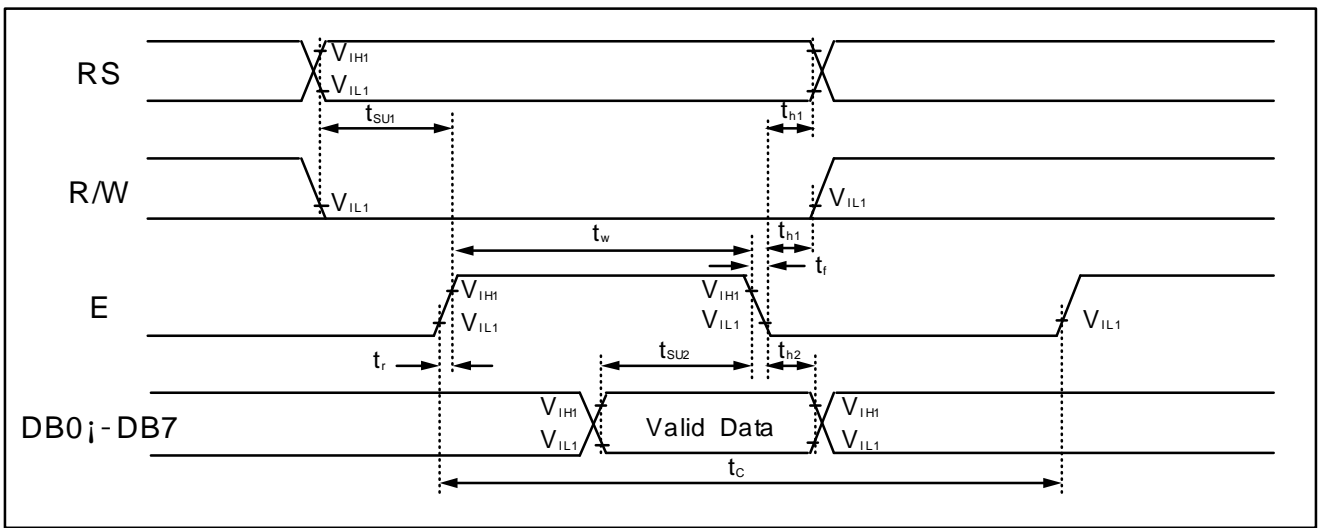 RS
VIH1
VIL1
tSU1
th1
R/W
VIL1
VIL1
tw
th1
tf
E
VIH1
VIL1
VIH1
VIL1
VIL1
tr
tSU2
th2
DB0¡-DB7
VIH1
VIL1
Valid Data
VIH1
VIL1
tC